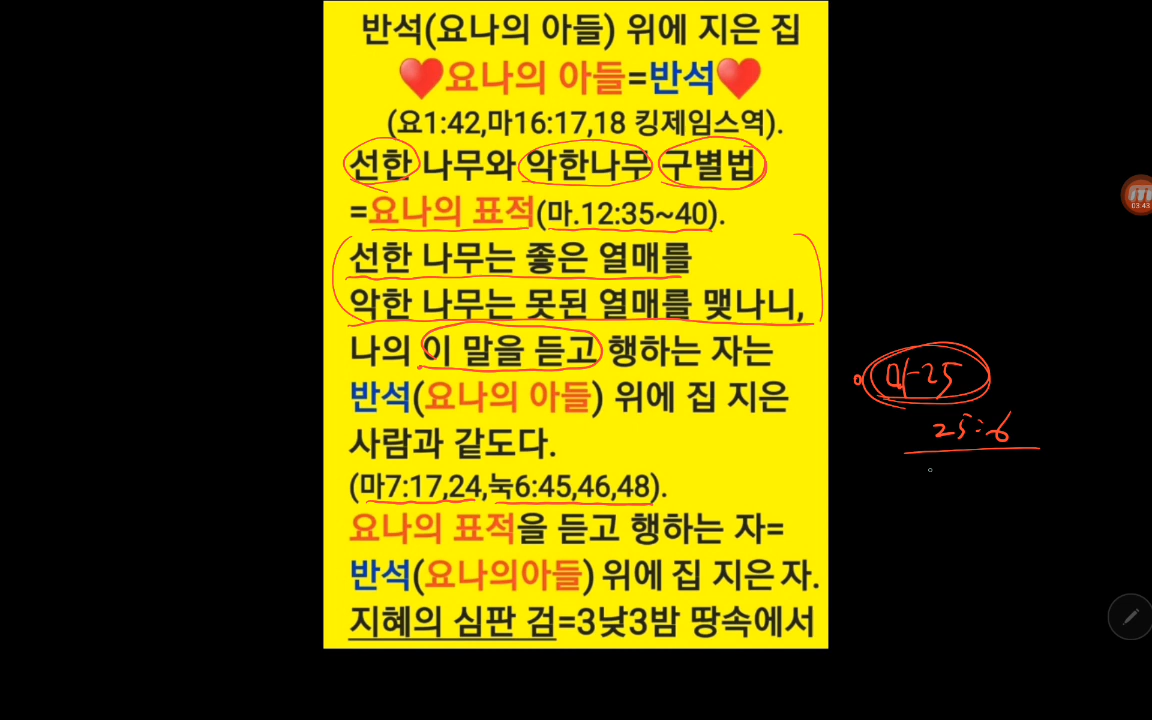 반석(요나의 아들) 위에 지은 집
❤️요나의 아들=반석❤️
(요1:42,마16:17,18 킹제임스역).
선한 나무와 악한나무 구별법
=요나의 표적(마.12:35~40).
선한 나무는 좋은 열매를
악한 나무는 못된 열매를 맺나니,
나의 이 말을 듣고 행하는 자는
반석(요나의 아들) 위에 집 지은
사람과 같도다.
(마7:17,24,눅6:45,46,48).
요나의 표적을 듣고 행하는 자=
반석(요나의아들) 위에 집 지은 자.
지혜의 심판 검=3낮3밤 땅속에서
마-25
25:6
03:43